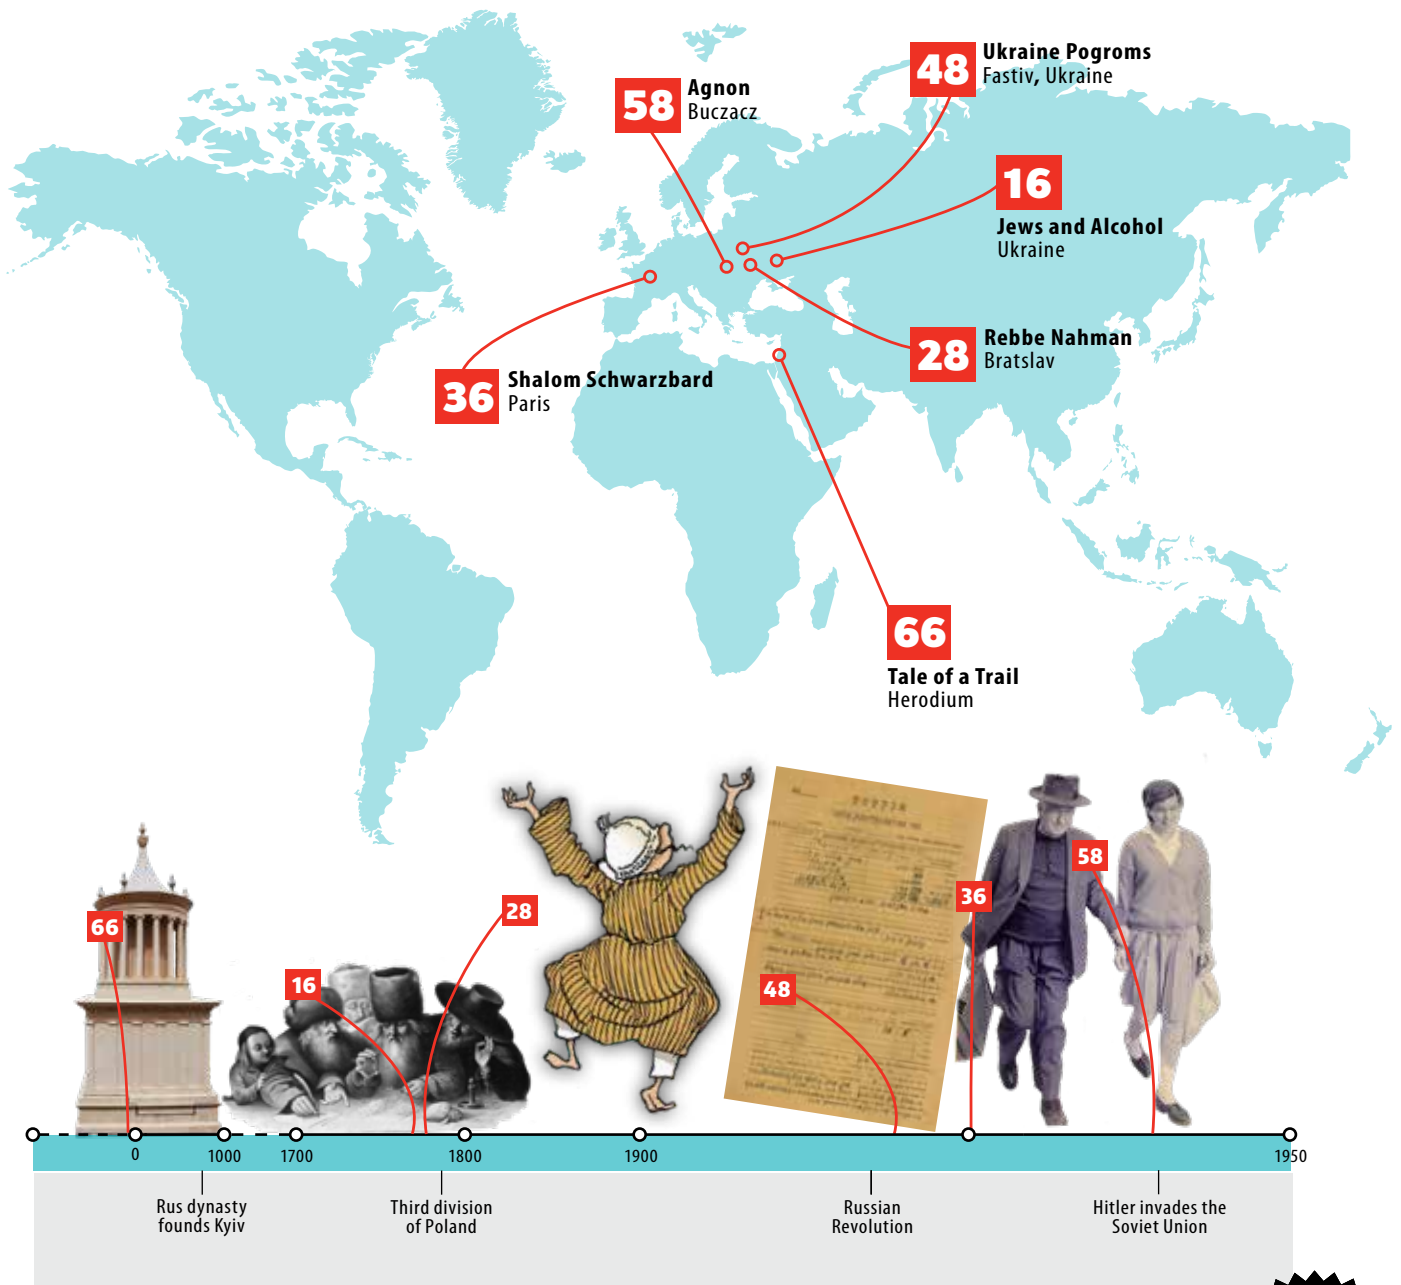 48
Ukraine Pogroms
Fastiv, Ukraine
58
Agnon
Buczacz
16
Jews and Alcohol
Ukraine
28
Rebbe Nahman
Bratslav
36
Shalom Schwarzbard
Paris
66
Tale of a Trail
Herodium
66
16
28
48
36
58
0
1000
1700
1800
1900
1950
Rus dynasty
founds Kyiv
Third division
of Poland
Russian
Revolution
Hitler invades the
Soviet Union